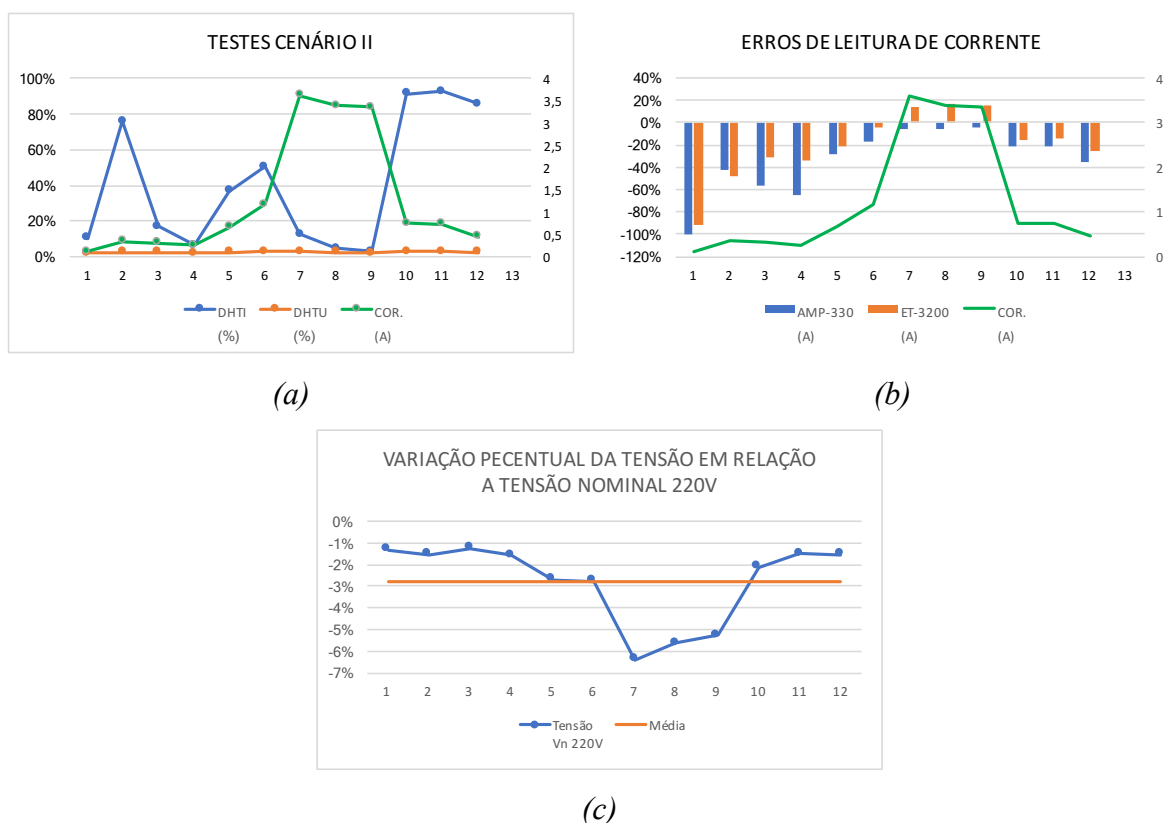 TESTES CENÁRIO II
100%
80%
60%
40%
20%
0%
4
3,5
3
2,5
2
1,5
1
0,5
0
1 2 3 4 5 6 7 8 9 10 11 12 13
DHTI DHTU COR.
(%) (%) (A)
(a)
ERROS DE LEITURA DE CORRENTE
40%
20%
0%
-20%
-40%
-60%
-80%
-100%
-120%
4
3
2
1
0
1 2 3 4 5 6 7 8 9 10 11 12 13
AMP-330 ET-3200 COR.
(A) (A) (A)
(b)
VARIAÇÃO PECENTUAL DA TENSÃO EM RELAÇÃO
A TENSÃO NOMINAL 220V
0%
-1%
-2%
-3%
-4%
-5%
-6%
-7%
1 2 3 4 5 6 7 8 9 10 11 12
Tensão Média
Vn 220V
(c)